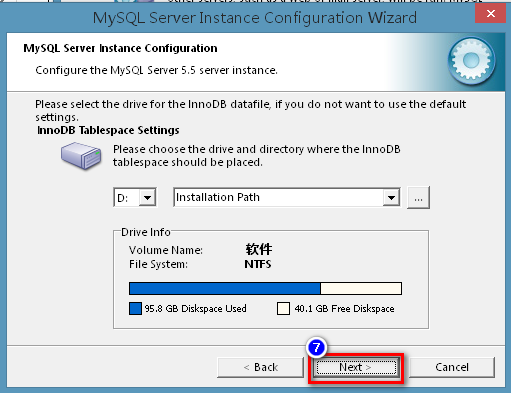 MySQL Server Instance Configuration Wizard
MySQL Server Instance Configuration
Configure the MySQL Server 5.5 server instance.
Please select the drive for the InnoDB datafile, if you do not want to use the default
settings.
InnoDB Tablespace Settings
Please choose the drive and directory where the InnoDB
tablespace should be placed.
D: Installation Path ...
Drive Info
Volume Name: 软件
File System: NTFS
95.8 GB Diskspace Used 40.1 GB Free Diskspace
7
< Back Next > Cancel